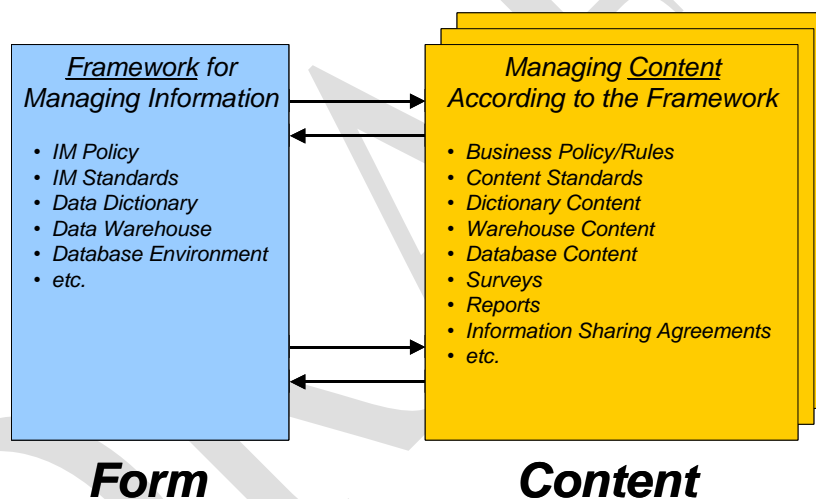 Framework for
Managing Information
• IM Policy
• IM Standards
• Data Dictionary
• Data Warehouse
• Database Environment
• etc.
Managing Content
According to the Framework
• Business Policy/Rules
• Content Standards
• Dictionary Content
• Warehouse Content
• Database Content
• Surveys
• Reports
• Information Sharing Agreements
• etc.
Form
Content